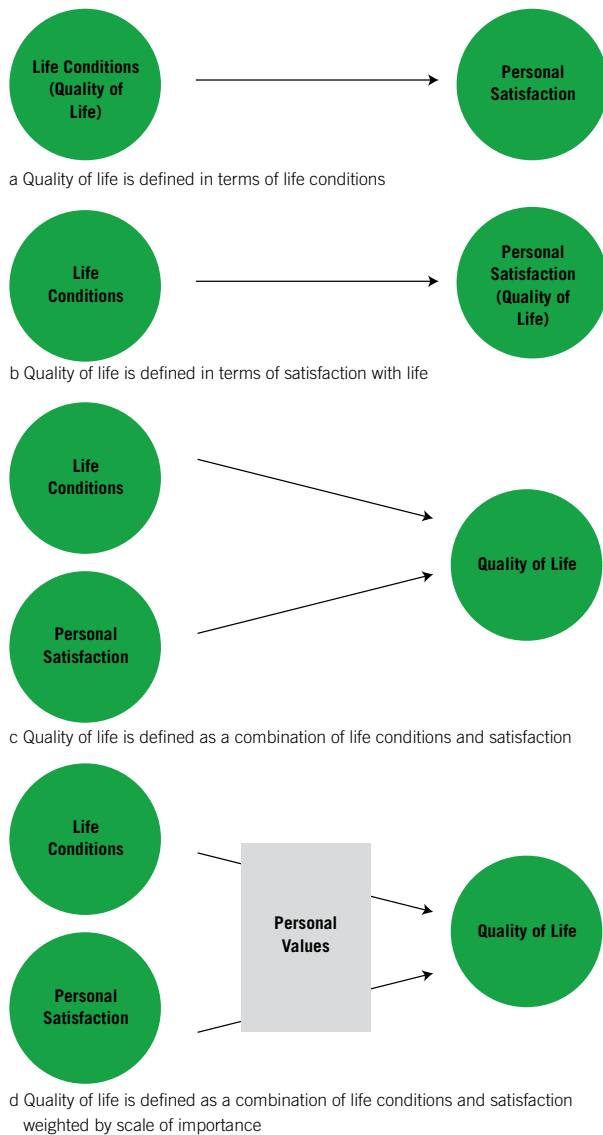 Life Conditions
(Quality of
Life)
Personal
Satisfaction
a Quality of life is defined in terms of life conditions
Life
Conditions
Personal
Satisfaction
(Quality of
Life)
b Quality of life is defined in terms of satisfaction with life
Life
Conditions
Personal
Satisfaction
Quality of Life
c Quality of life is defined as a combination of life conditions and satisfaction
Life
Conditions
Personal
Satisfaction
Personal
Values
Quality of Life
d Quality of life is defined as a combination of life conditions and satisfaction
weighted by scale of importance